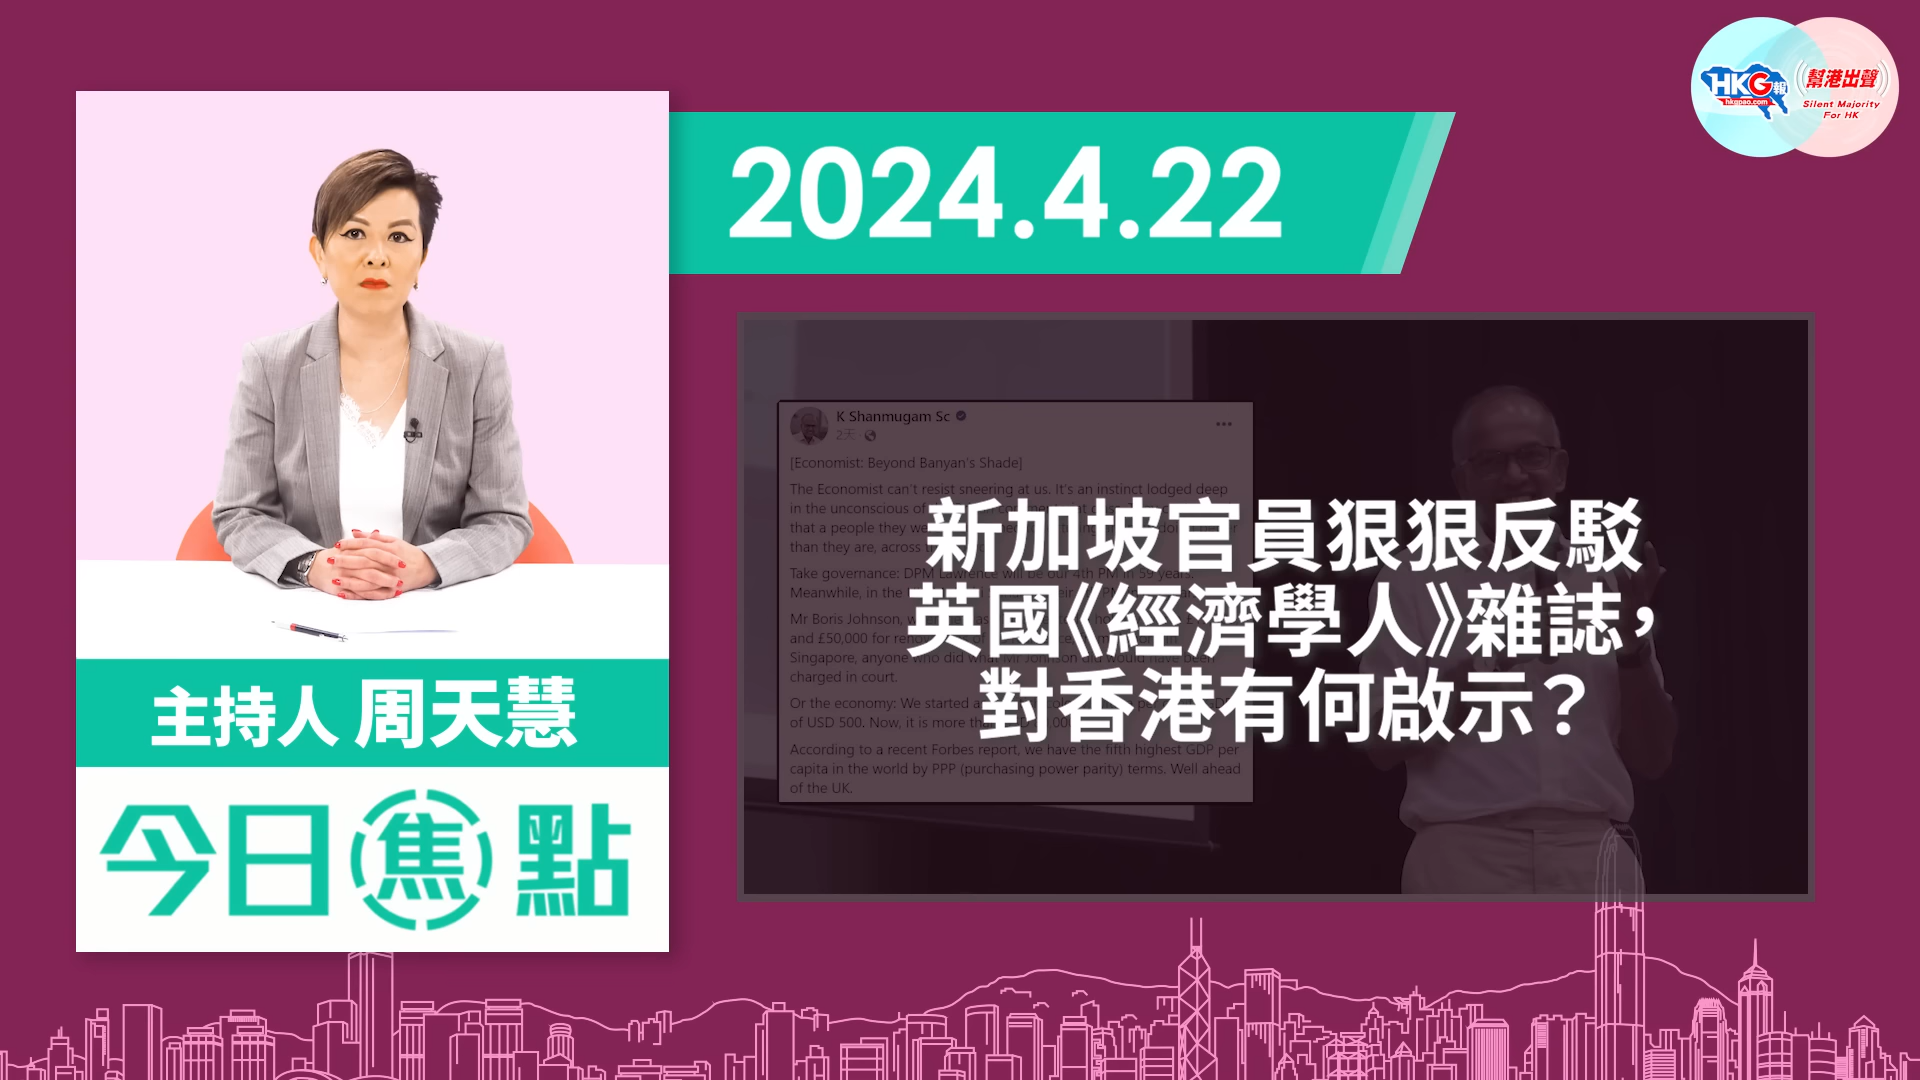 HKG報
hkgpao.com
幫港出聲
Silent Majority
For HK
2024.4.22
主持人 周天慧
今日焦點
新加坡官員狠狠反駁
英國《經濟學人》雜誌，
對香港有何啟示？
K Shanmugam Sc
2天
[Economist: Beyond Banyan's Shade]
The Economist can't resist sneering at us. It's an instinct lodged deep
in the unconscious of
that a people they
than they are, across
Take governance: DPM Lawrence will be our 4th PM in 59 years.
Meanwhile, in the
Mr Boris Johnson,
and £50,000 for
Singapore, anyone who did what Mr Johnson did would have been
charged in court.
Or the economy: We started
of USD 500. Now, it is more
According to a recent Forbes report, we have the fifth highest GDP per
capita in the world by PPP (purchasing power parity) terms. Well ahead
of the UK.